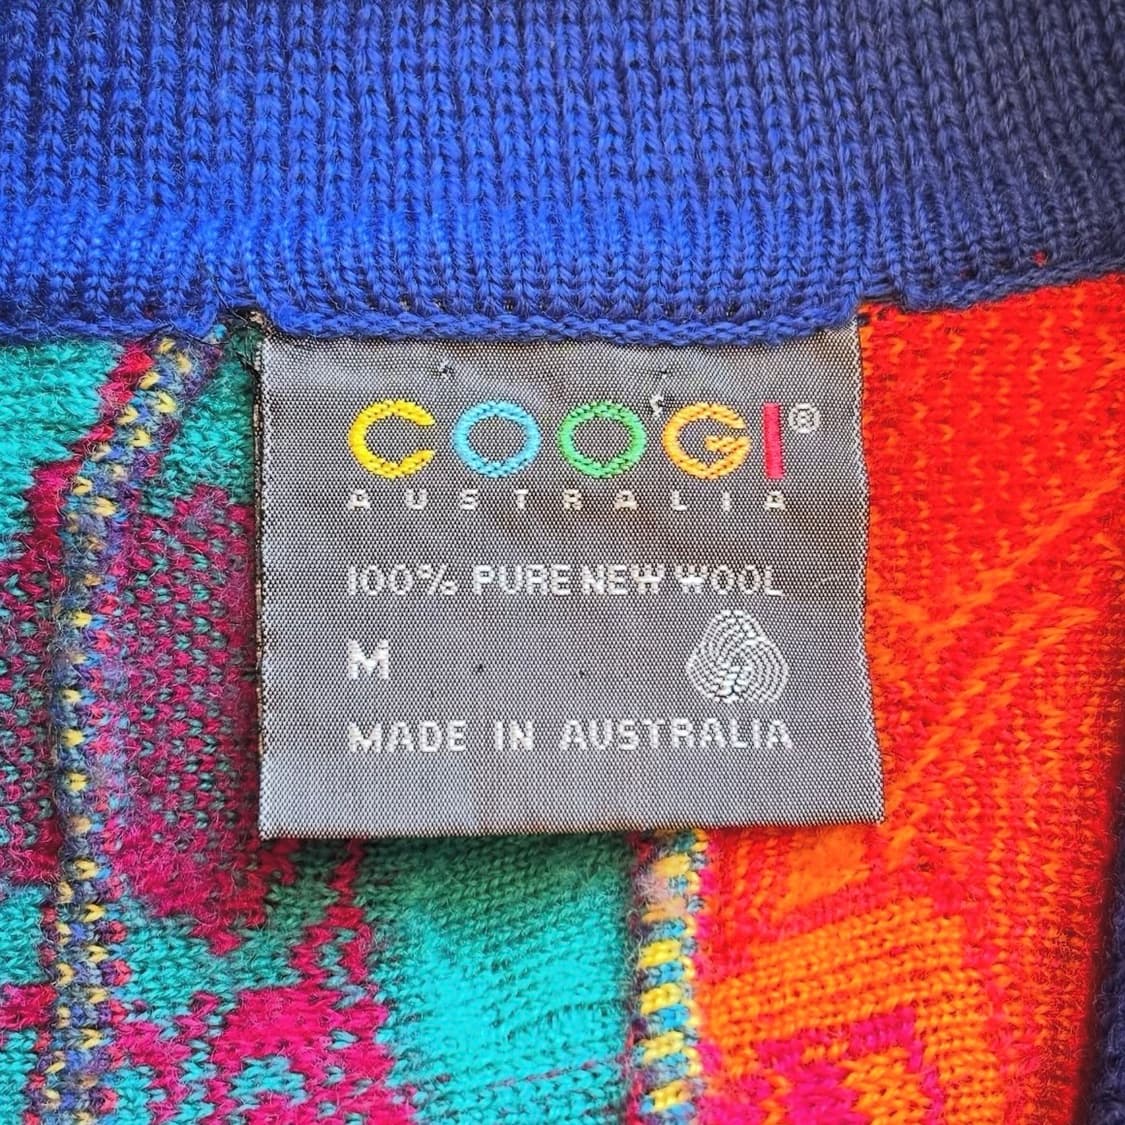 COOGI®
AUSTRALIA
100% PURE NEW WOOL
M
MADE IN AUSTRALIA